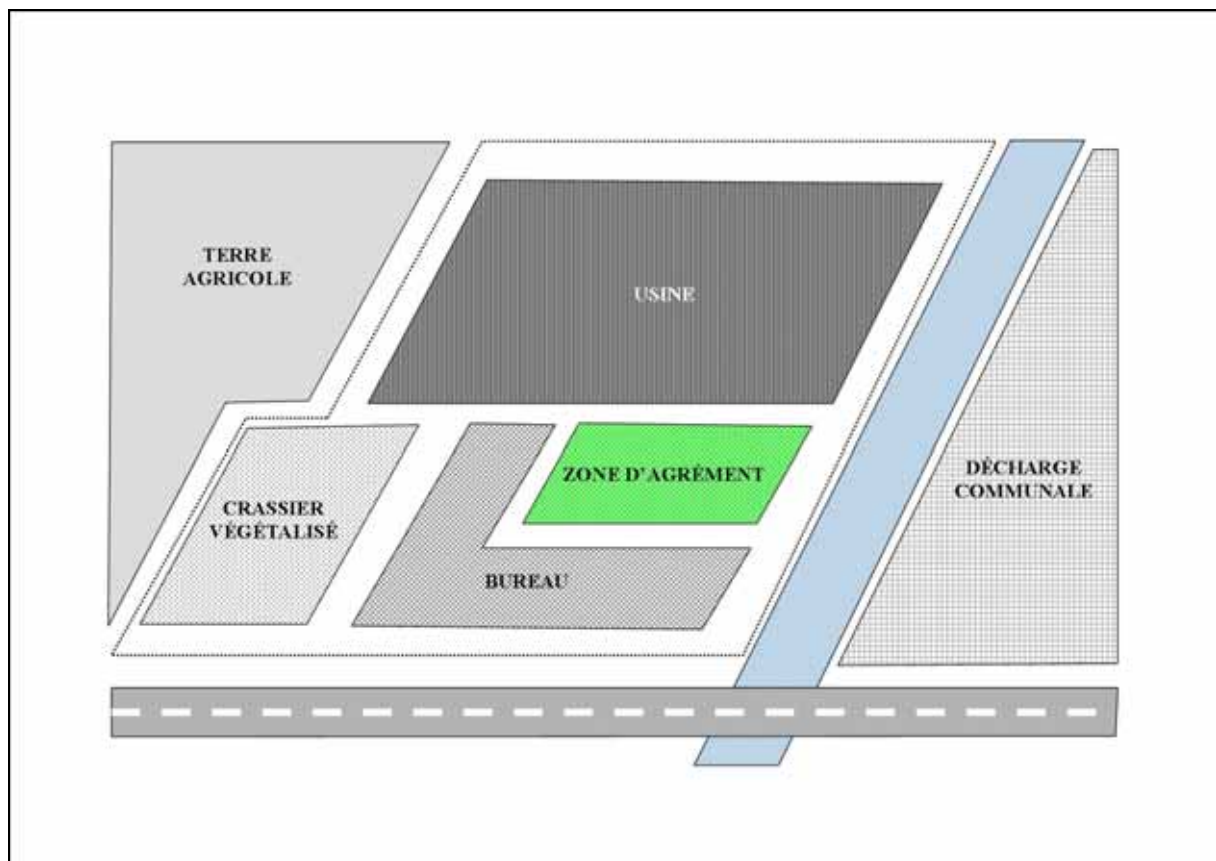 TERRE
AGRICOLE
USINE
ZONE D'AGRÉMENT
DÉCHARGE
COMMUNALE
CRASSIER
VÉGÉTALISÉ
BUREAU